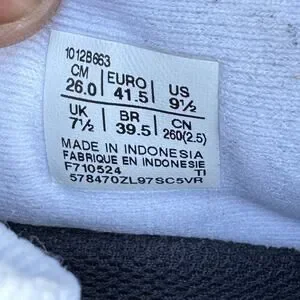 1012B663
CM EURO US
26.0 41.5 9½
UK BR CN
7½ 39.5 260(2.5)
MADE IN INDONESIA
FABRIQUE EN INDONESIE
F710524 TI
578470ZL97SC5VR